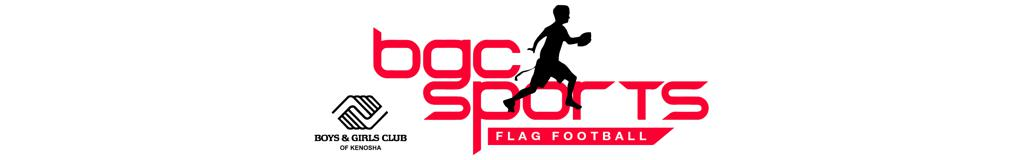 bgc
sports
FLAG FOOTBALL
BOYS & GIRLS CLUB
OF KENOSHA